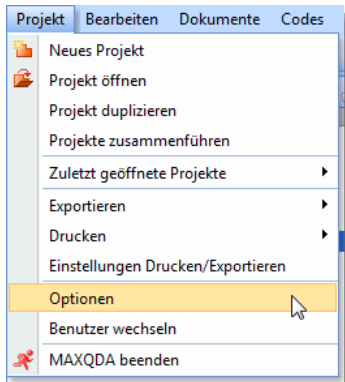 Projekt Bearbeiten Dokumente Codes
Neues Projekt
Projekt öffnen
Projekt duplizieren
Projekte zusammenführen
Zuletzt geöffnete Projekte
Exportieren
Drucken
Einstellungen Drucken/Exportieren
Optionen
Benutzer wechseln
MAXQDA beenden